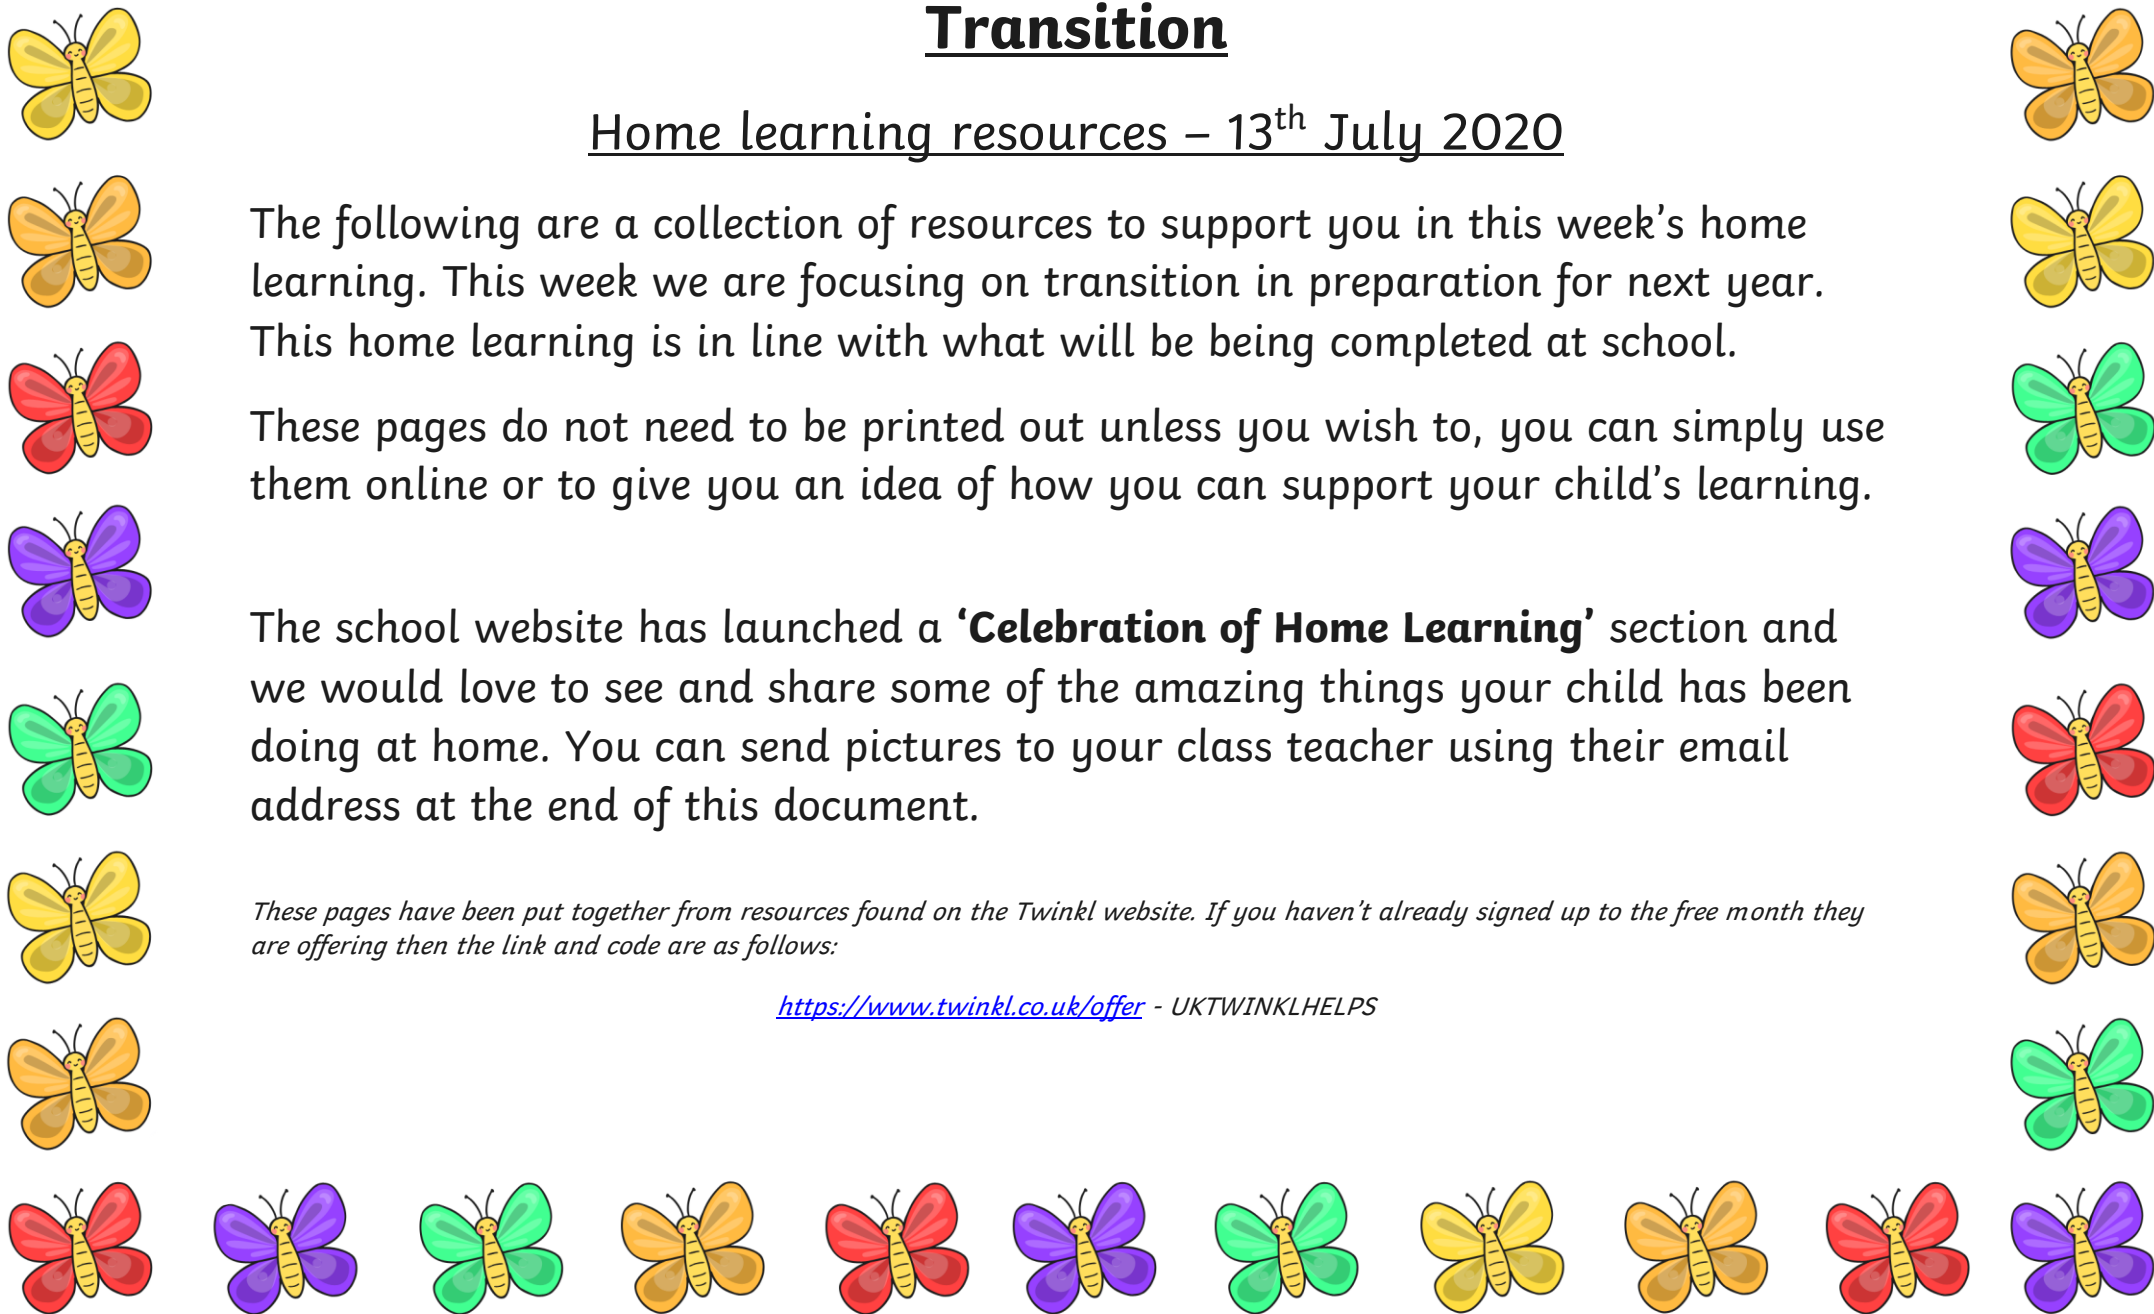 Transition
Home learning resources – 13th July 2020
The following are a collection of resources to support you in this week’s home
learning. This week we are focusing on transition in preparation for next year.
This home learning is in line with what will be being completed at school.
These pages do not need to be printed out unless you wish to, you can simply use
them online or to give you an idea of how you can support your child’s learning.
The school website has launched a ‘Celebration of Home Learning’ section and
we would love to see and share some of the amazing things your child has been
doing at home. You can send pictures to your class teacher using their email
address at the end of this document.
These pages have been put together from resources found on the Twinkl website. If you haven’t already signed up to the free month they
are offering then the link and code are as follows:
https://www.twinkl.co.uk/offer - UKTWINKLHELPS